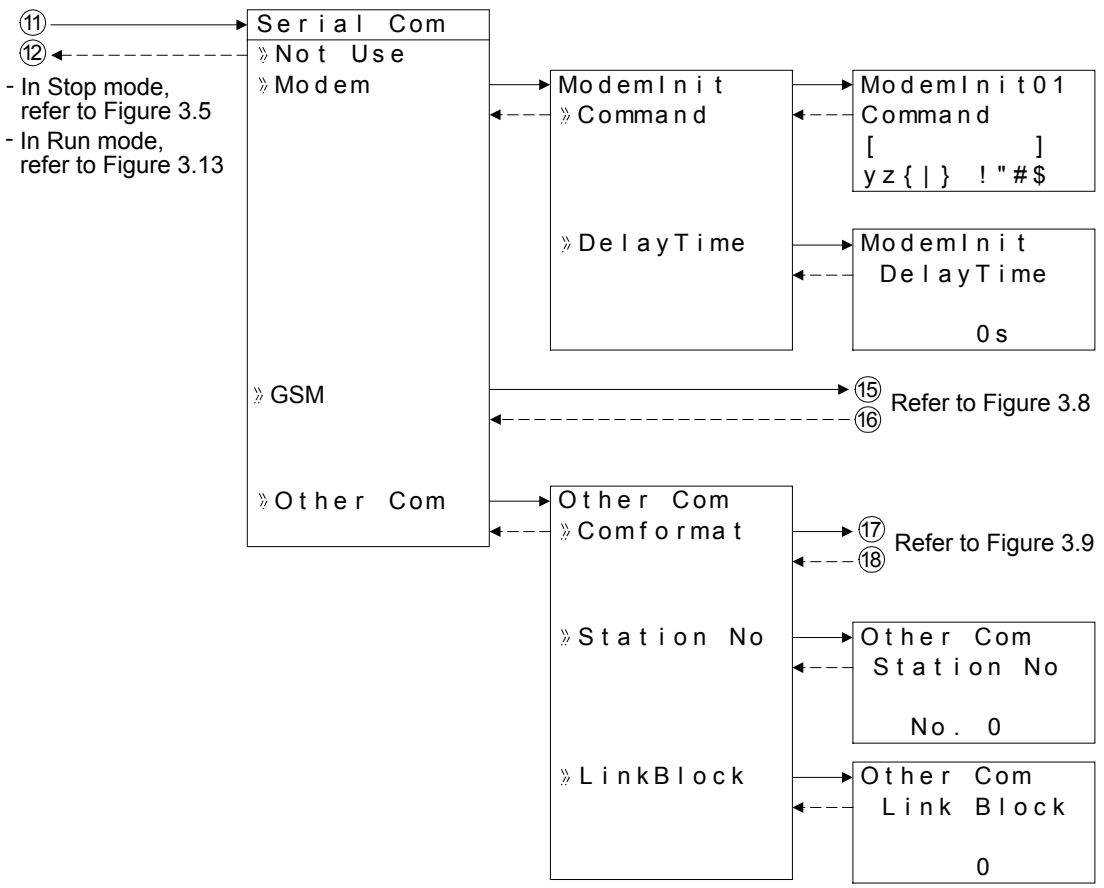 ⑪
Serial Com
⑫
»Not Use
- In Stop mode,
refer to Figure 3.5
- In Run mode,
refer to Figure 3.13
»Modem
ModemInit
»Command
ModemInit01
Command
[ ]
yz{|} !"#$
»DelayTime
ModemInit
DelayTime
0s
»GSM
⑮
⑯
Refer to Figure 3.8
»Other Com
Other Com
»Comformat
⑰
⑱
Refer to Figure 3.9
»Station No
Other Com
Station No
No. 0
»LinkBlock
Other Com
Link Block
0